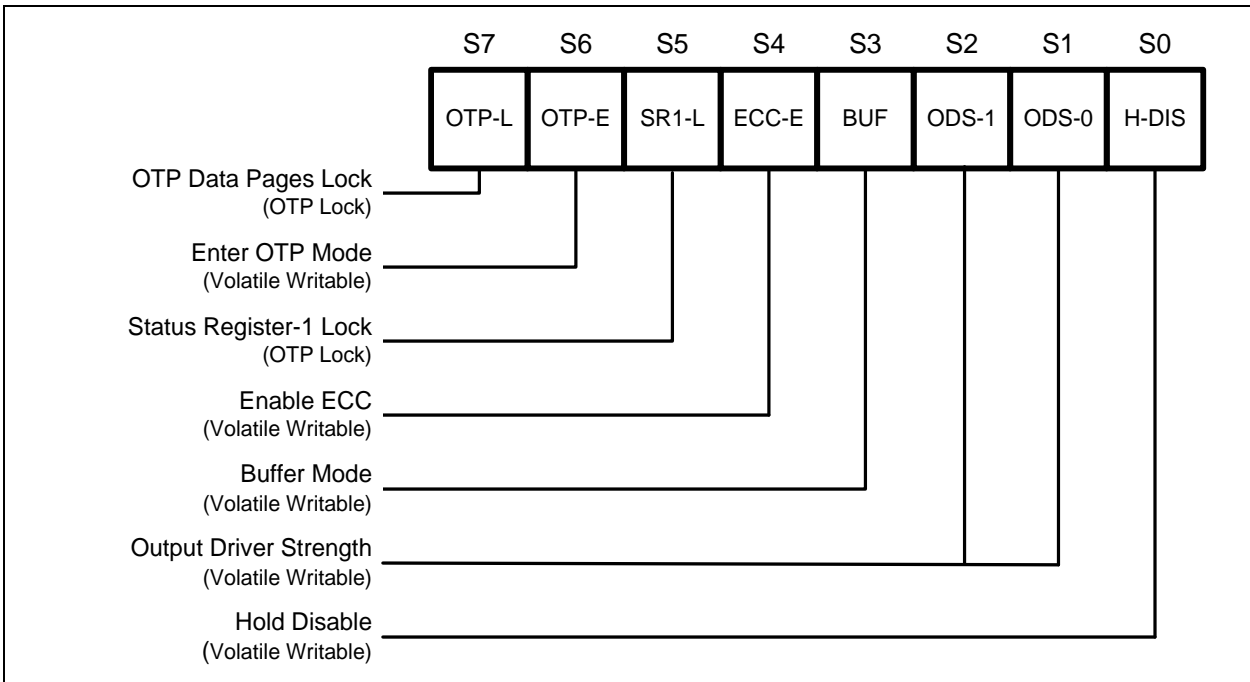 S7 S6 S5 S4 S3 S2 S1 S0
OTP-L OTP-E SR1-L ECC-E BUF ODS-1 ODS-0 H-DIS
OTP Data Pages Lock
(OTP Lock)
Enter OTP Mode
(Volatile Writable)
Status Register-1 Lock
(OTP Lock)
Enable ECC
(Volatile Writable)
Buffer Mode
(Volatile Writable)
Output Driver Strength
(Volatile Writable)
Hold Disable
(Volatile Writable)